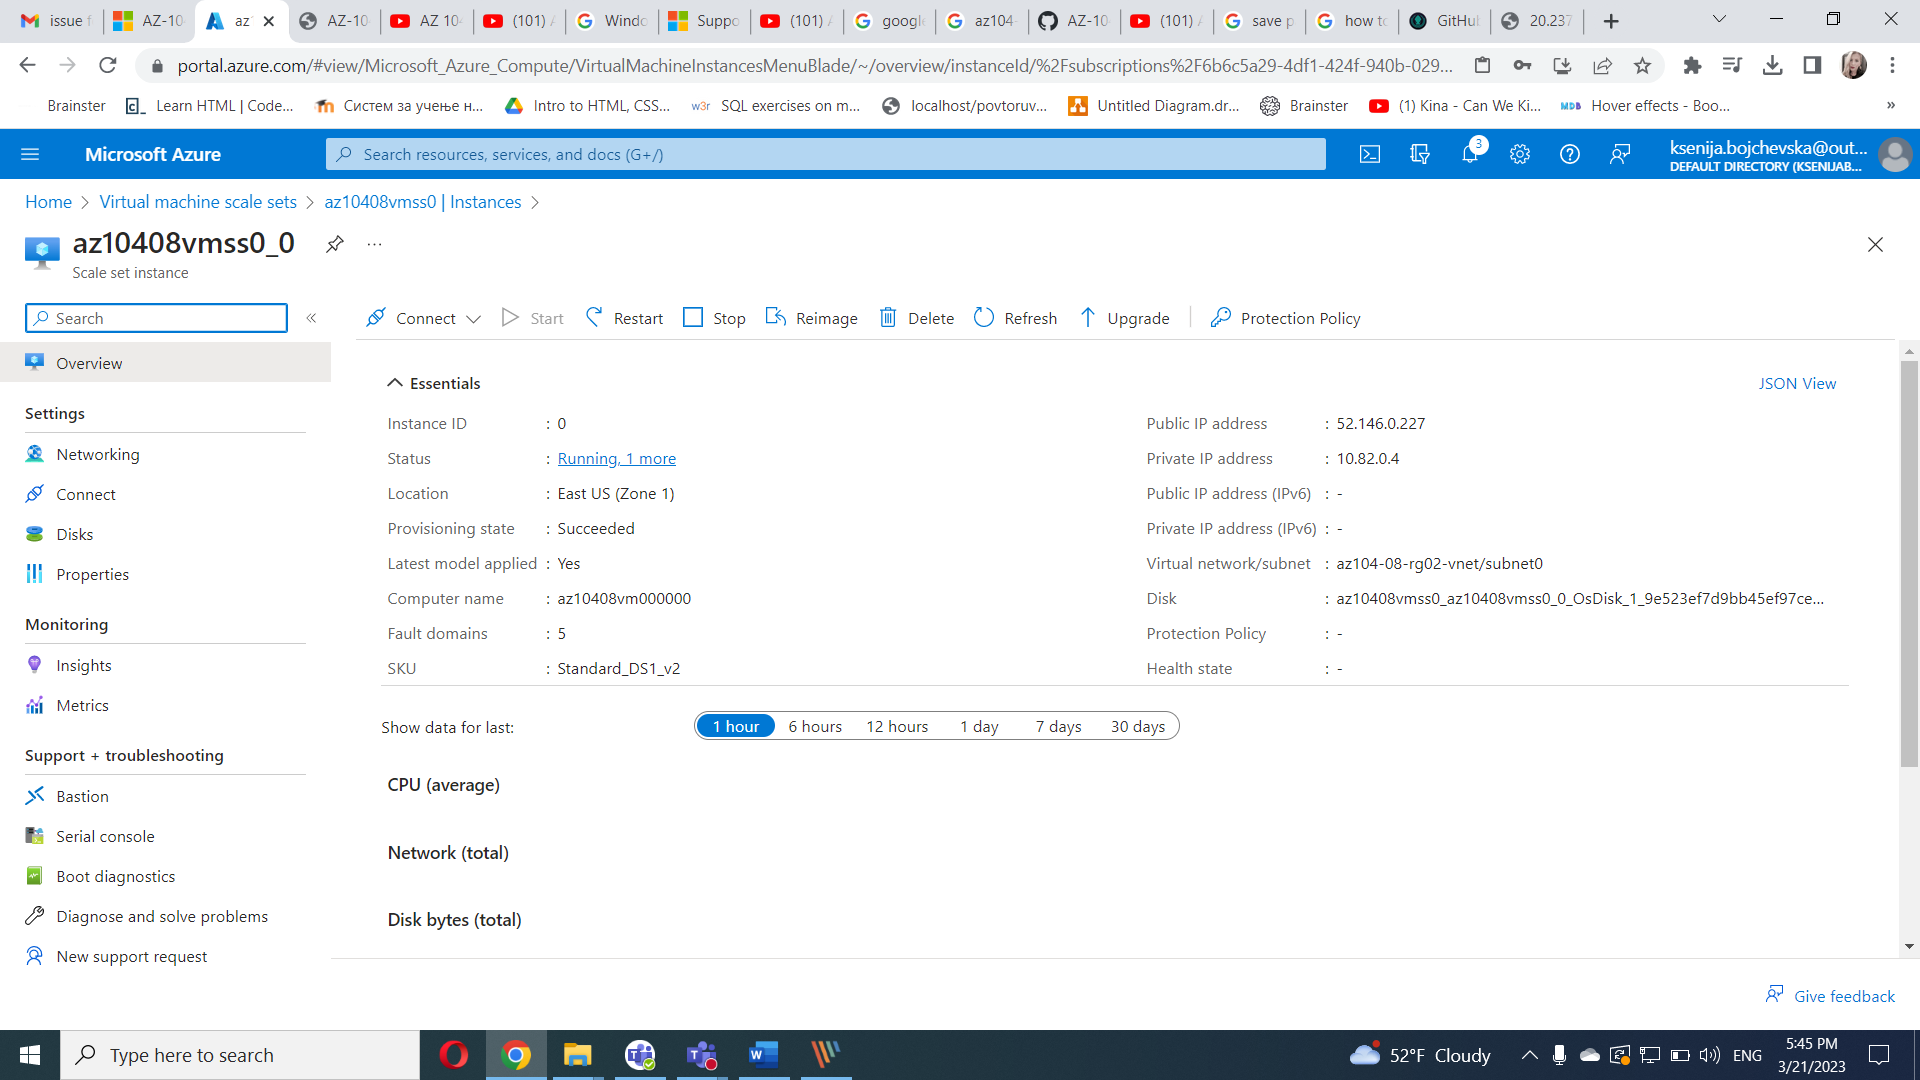 issue f
AZ-10
az
AZ-10
AZ 10
(101) A
Windo
Suppo
(101) A
google
az104-
AZ-10
(101) A
save p
how to
GitHu
20.237
portal.azure.com/#view/Microsoft_Azure_Compute/VirtualMachineInstancesMenuBlade/~/overview/instanceId/%2Fsubscriptions%2F6b6c5a29-4df1-424f-940b-029...
Brainster
Learn HTML | Code...
Систем за учење н...
Intro to HTML, CSS...
w3r SQL exercises on m...
localhost/povtoruv...
Untitled Diagram.dr...
Brainster
(1) Kina - Can We Ki...
MDB Hover effects - Boo...
»
Microsoft Azure
Search resources, services, and docs (G+/)
3
ksenija.bojchevska@out...
DEFAULT DIRECTORY (KSENIJAB...
Home > Virtual machine scale sets > az10408vmss0 | Instances >
az10408vmss0_0
...
Scale set instance
Search
«
Connect
Start
Restart
Stop
Reimage
Delete
Refresh
Upgrade
Protection Policy
Overview
Settings
Networking
Connect
Disks
Properties
Monitoring
Insights
Metrics
Support + troubleshooting
Bastion
Serial console
Boot diagnostics
Diagnose and solve problems
New support request
Essentials
JSON View
Instance ID : 0
Status : Running, 1 more
Location : East US (Zone 1)
Provisioning state : Succeeded
Latest model applied : Yes
Computer name : az10408vm000000
Fault domains : 5
SKU : Standard_DS1_v2
Public IP address : 52.146.0.227
Private IP address : 10.82.0.4
Public IP address (IPv6) : -
Private IP address (IPv6) : -
Virtual network/subnet : az104-08-rg02-vnet/subnet0
Disk : az10408vmss0_az10408vmss0_0_OsDisk_1_9e523ef7d9bb45ef97ce...
Protection Policy : -
Health state : -
Show data for last:
1 hour
6 hours
12 hours
1 day
7 days
30 days
CPU (average)
Network (total)
Disk bytes (total)
Give feedback
Type here to search
52°F Cloudy
ENG
5:45 PM
3/21/2023